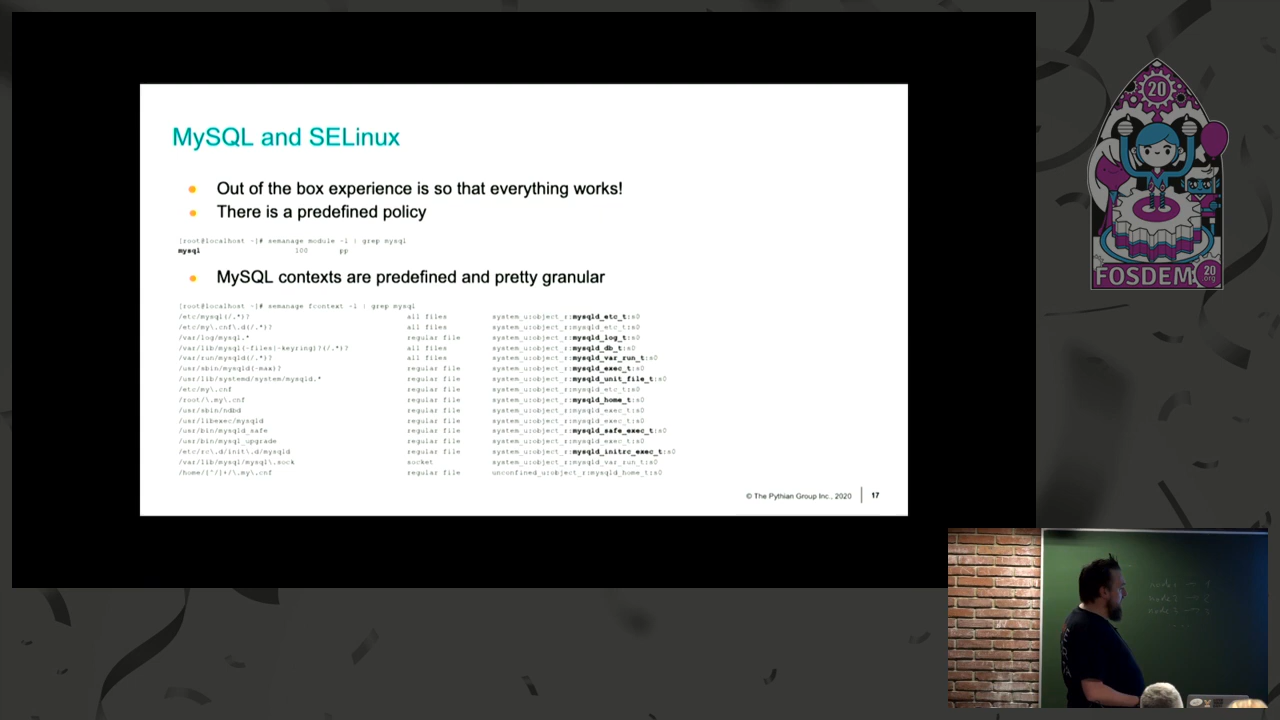 MySQL and SELinux
Out of the box experience is so that everything works!
There is a predefined policy
[root@localhost ~]# semanage module -l | grep mysql
mysql 100 pp
MySQL contexts are predefined and pretty granular
[root@localhost ~]# semanage fcontext -l | grep mysql
/etc/mysql(/.*)? all files system_u:object_r:mysqld_etc_t:s0
/etc/my\.cnf\.d(/.*)? all files system_u:object_r:mysqld_etc_t:s0
/var/log/mysql.* regular file system_u:object_r:mysqld_log_t:s0
/var/lib/mysql(-files|-keyring)?(/.*)? all files system_u:object_r:mysqld_db_t:s0
/var/run/mysqld(/.*)? all files system_u:object_r:mysqld_var_run_t:s0
/usr/sbin/mysqld(-max)? regular file system_u:object_r:mysqld_exec_t:s0
/usr/lib/systemd/system/mysqld.* regular file system_u:object_r:mysqld_unit_file_t:s0
/etc/my\.cnf regular file system_u:object_r:mysqld_etc_t:s0
/root/\.my\.cnf regular file system_u:object_r:mysqld_home_t:s0
/usr/sbin/ndbd regular file system_u:object_r:mysqld_exec_t:s0
/usr/libexec/mysqld regular file system_u:object_r:mysqld_exec_t:s0
/usr/bin/mysqld_safe regular file system_u:object_r:mysqld_safe_exec_t:s0
/usr/bin/mysql_upgrade regular file system_u:object_r:mysqld_exec_t:s0
/etc/rc\.d/init\.d/mysqld regular file system_u:object_r:mysqld_initrc_exec_t:s0
/var/lib/mysql/mysql\.sock socket system_u:object_r:mysqld_var_run_t:s0
/home/[^/]+/\.my\.cnf regular file unconfined_u:object_r:mysqld_home_t:s0
© The Pythian Group Inc., 2020 17
20
FOSDEM 20
.org